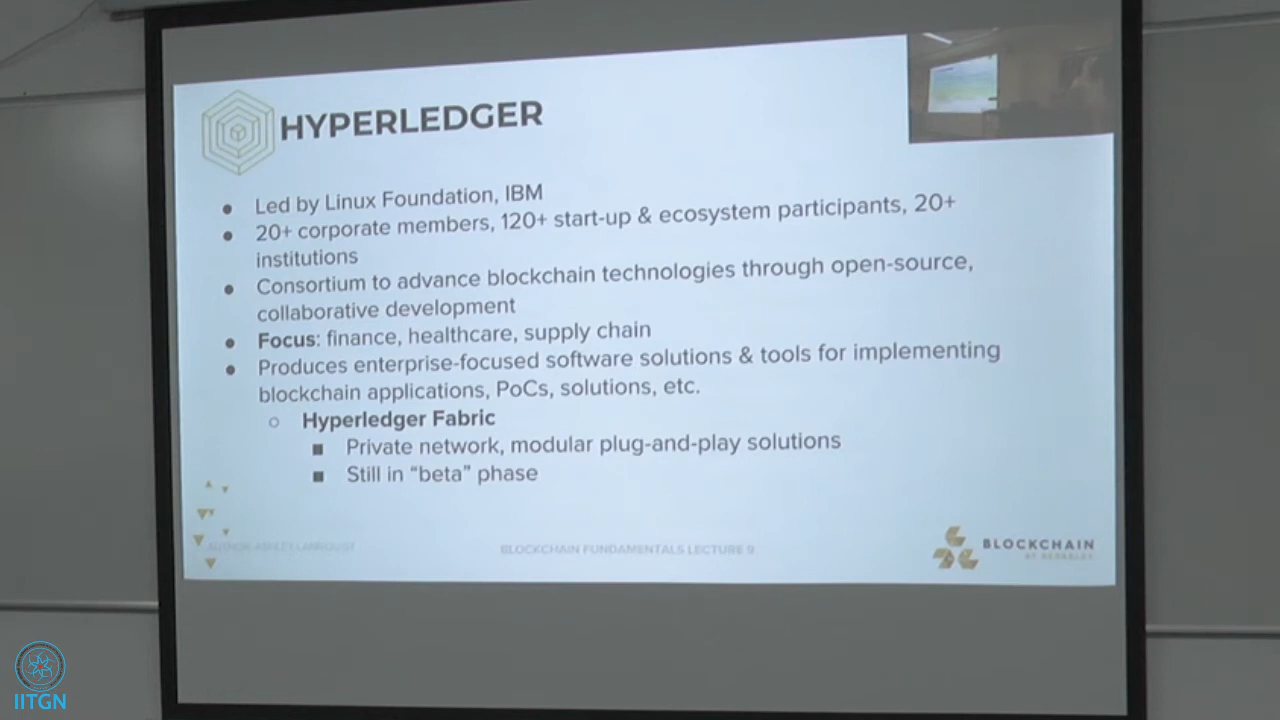 HYPERLEDGER
● Led by Linux Foundation, IBM
● 20+ corporate members, 120+ start-up & ecosystem participants, 20+
institutions
● Consortium to advance blockchain technologies through open-source,
collaborative development
● Focus: finance, healthcare, supply chain
● Produces enterprise-focused software solutions & tools for implementing
blockchain applications, PoCs, solutions, etc.
○ Hyperledger Fabric
■ Private network, modular plug-and-play solutions
■ Still in “beta” phase
AUTHOR: ASHLEY LANNQUIST
BLOCKCHAIN FUNDAMENTALS LECTURE 9
BLOCKCHAIN
AT BERKELEY
IITGN